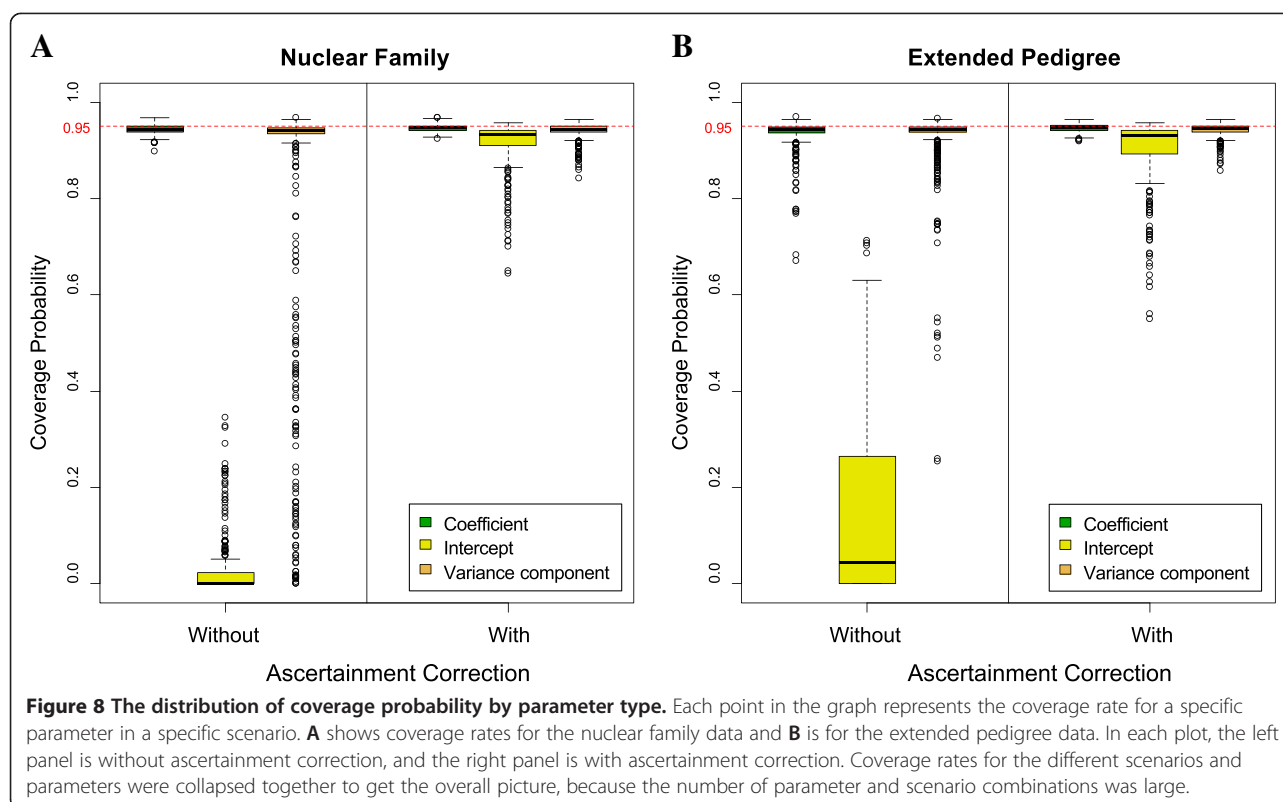 A
Nuclear Family
Coverage Probability
1.0
0.95
0.8
0.6
0.4
0.2
0.0
Coefficient
Intercept
Variance component
Without
With
Ascertainment Correction
B
Extended Pedigree
Coverage Probability
1.0
0.95
0.8
0.6
0.4
0.2
0.0
Coefficient
Intercept
Variance component
Without
With
Ascertainment Correction
Figure 8 The distribution of coverage probability by parameter type. Each point in the graph represents the coverage rate for a specific
parameter in a specific scenario. A shows coverage rates for the nuclear family data and B is for the extended pedigree data. In each plot, the left
panel is without ascertainment correction, and the right panel is with ascertainment correction. Coverage rates for the different scenarios and
parameters were collapsed together to get the overall picture, because the number of parameter and scenario combinations was large.